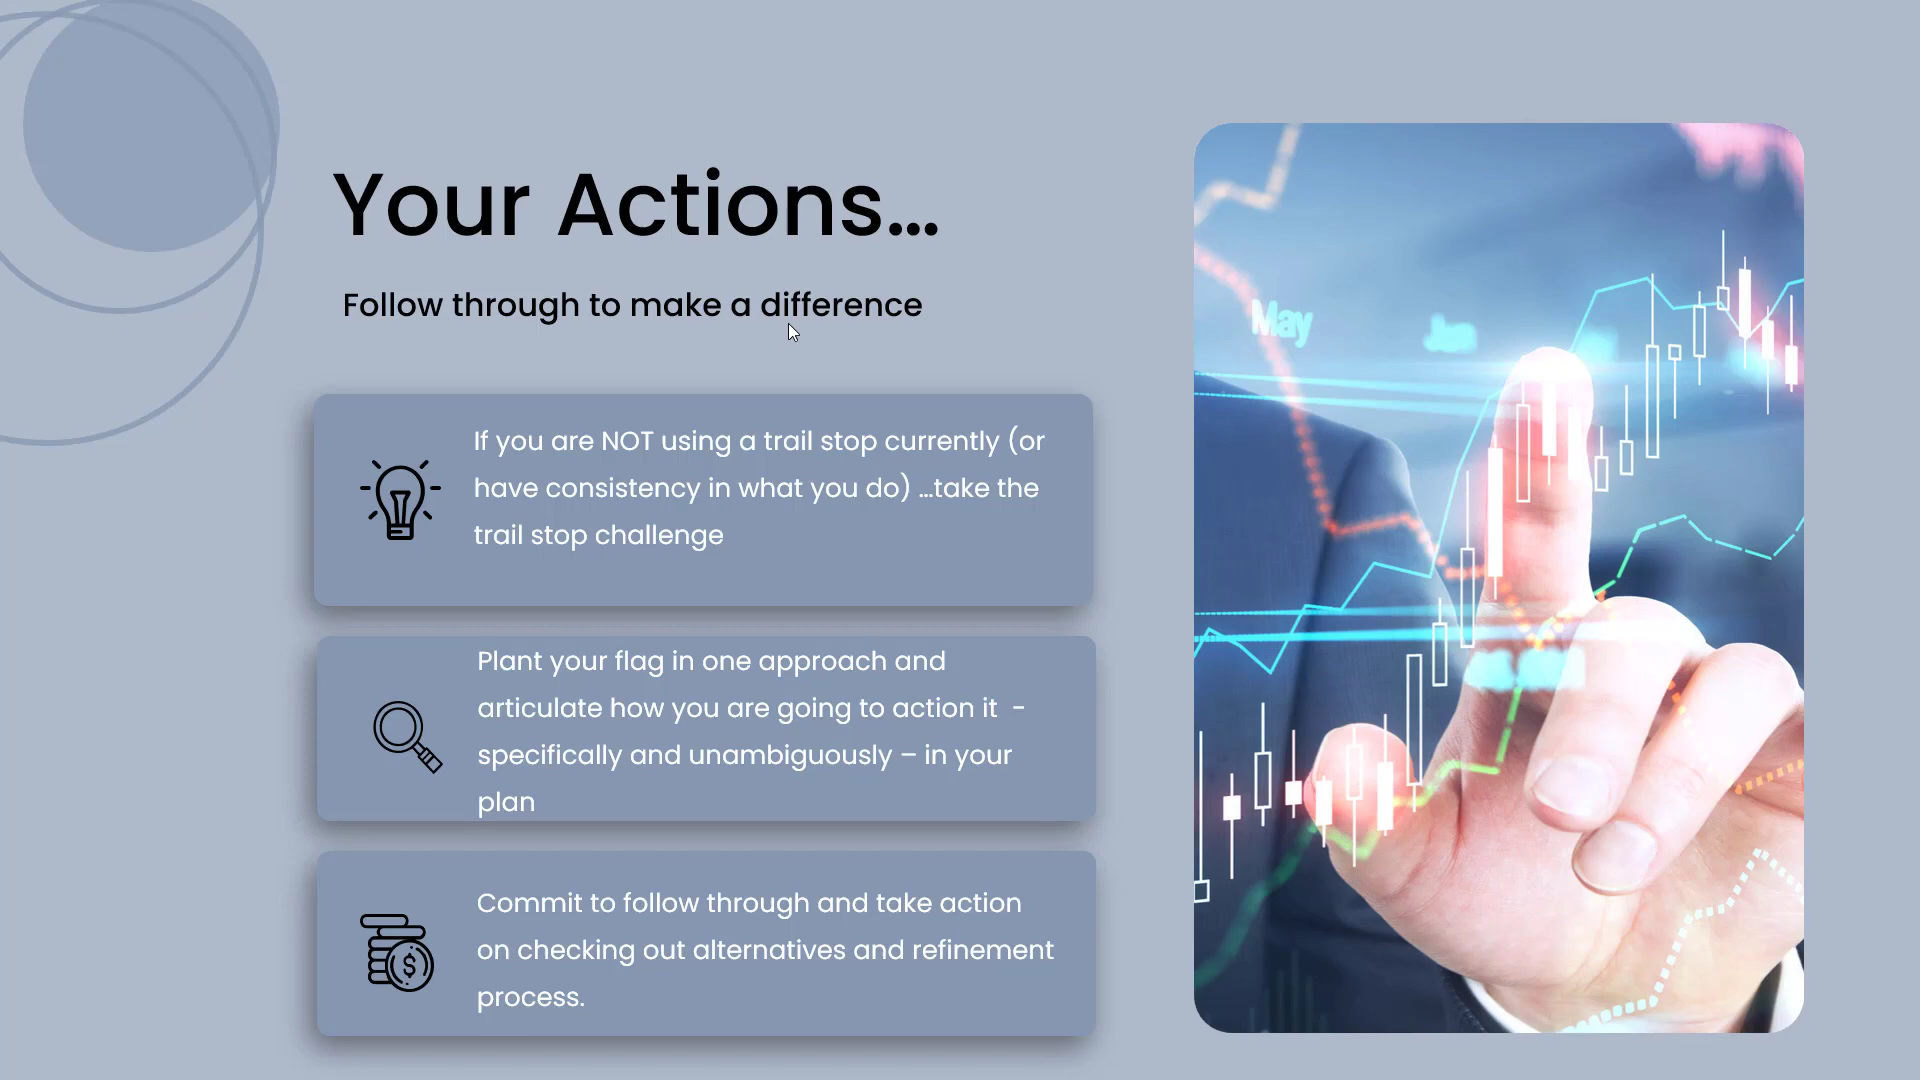 Your Actions...
Follow through to make a difference
If you are NOT using a trail stop currently (or
have consistency in what you do) ...take the
trail stop challenge
Plant your flag in one approach and
articulate how you are going to action it  -
specifically and unambiguously – in your
plan
Commit to follow through and take action
on checking out alternatives and refinement
process.
May